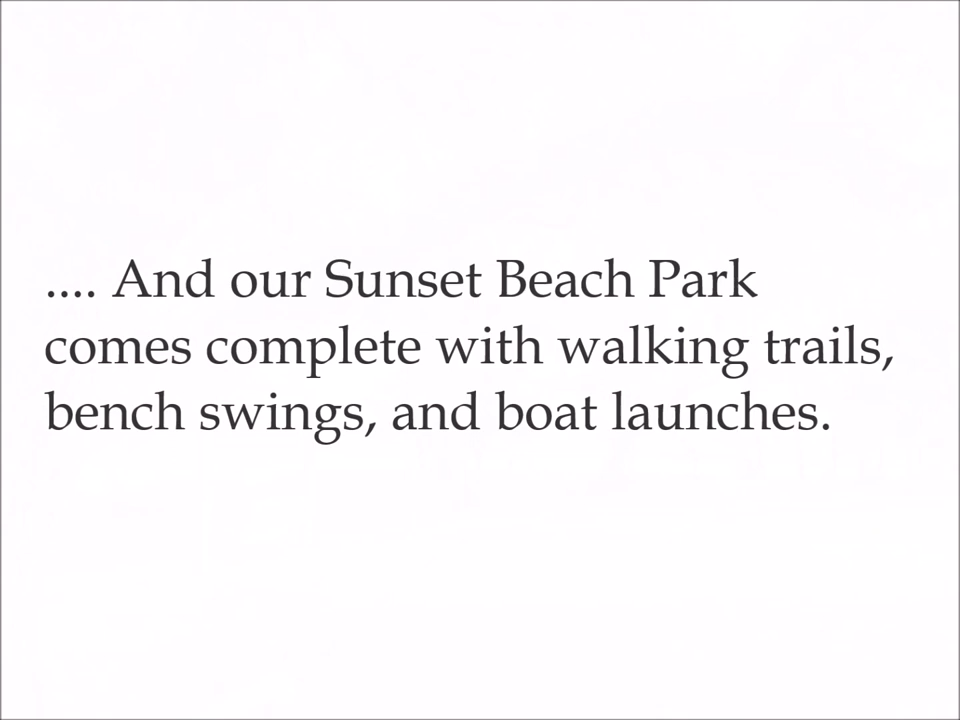 .... And our Sunset Beach Park
comes complete with walking trails,
bench swings, and boat launches.